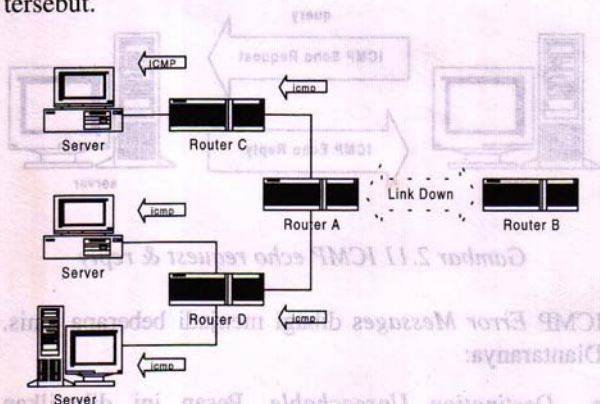 tersebut.
ICMP
icmp
Server
Router C
icmp
Link Down
Router A
Router B
Server
Router D
icmp
icmp
Server
query
ICMP Echo Request
ICMP Echo Reply
server
Gambar 2.11 ICMP echo request & reply
ICMP Error Messages dibagi menjadi beberapa jenis.
Diantaranya:
Destination Unreachable. Pesan ini